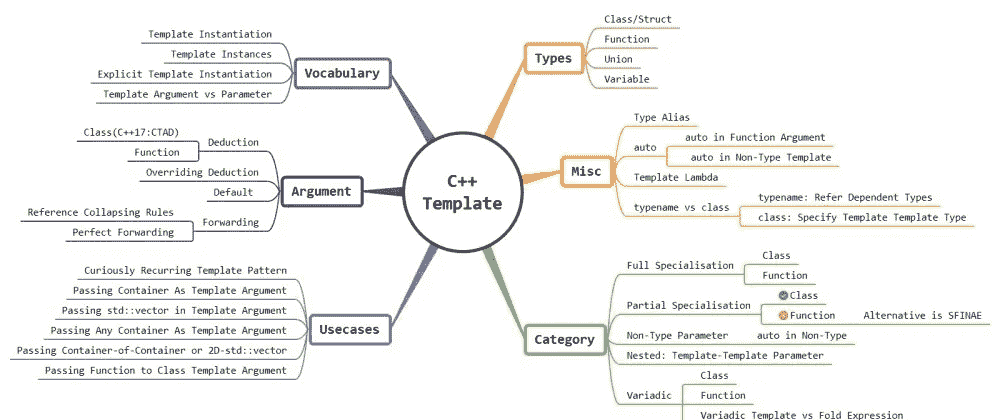 C++
Template
Vocabulary
Template Instantiation
Template Instances
Explicit Template Instantiation
Template Argument vs Parameter
Argument
Deduction
Class(C++17:CTAD)
Function
Overriding Deduction
Default
Forwarding
Reference Collapsing Rules
Perfect Forwarding
Usecases
Curiously Recurring Template Pattern
Passing Container As Template Argument
Passing std::vector in Template Argument
Passing Any Container As Template Argument
Passing Container-of-Container or 2D-std::vector
Passing Function to Class Template Argument
Types
Class/Struct
Function
Union
Variable
Misc
Type Alias
auto
auto in Function Argument
auto in Non-Type Template
Template Lambda
typename vs class
typename: Refer Dependent Types
class: Specify Template Template Type
Category
Full Specialisation
Class
Function
Partial Specialisation
Class
Function
Alternative is SFINAE
Non-Type Parameter
auto in Non-Type
Nested: Template-Template Parameter
Variadic
Class
Function
Variadic Template vs Fold Expression